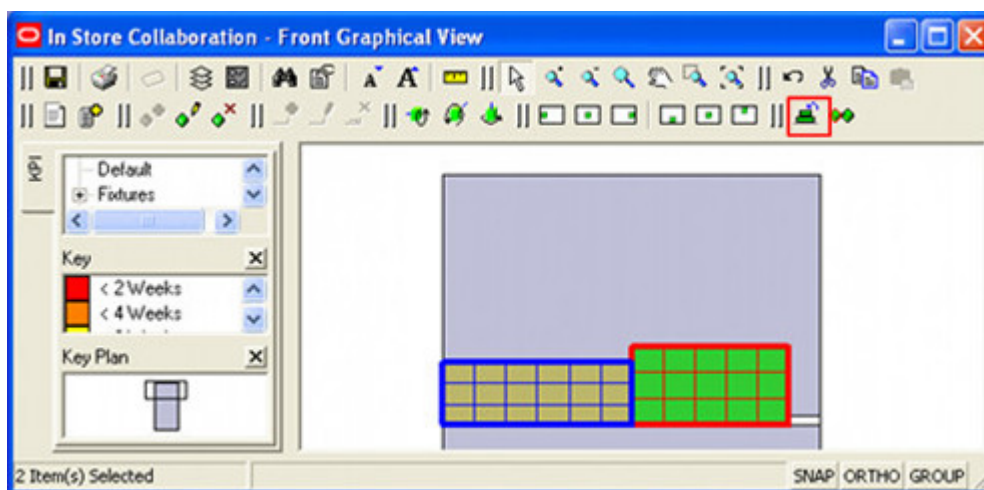 In Store Collaboration - Front Graphical View
KPI
Default
Fixtures
Key
< 2 Weeks
< 4 Weeks
Key Plan
2 Item(s) Selected
SNAP ORTHO GROUP